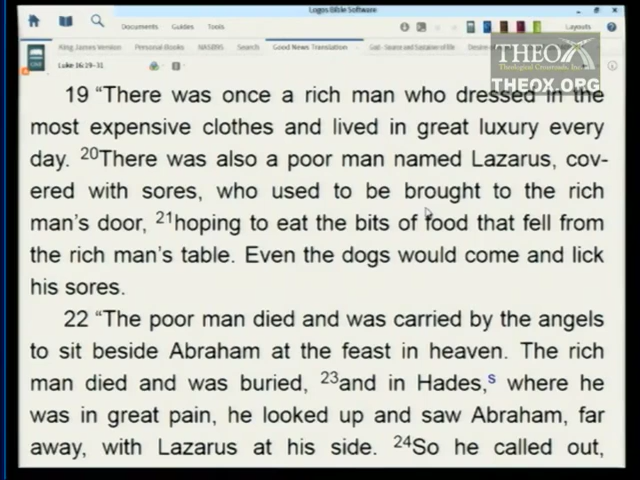 Logos Bible Software
Documents Guides Tools Layouts
King James Version Personal Books NASB95 Search Good News Translation God - Source and Sustainer of life
Luke 16:19-31
THEOX
THEOX.ORG
19 “There was once a rich man who dressed in the
most expensive clothes and lived in great luxury every
day. 20There was also a poor man named Lazarus, cov-
ered with sores, who used to be brought to the rich
man’s door, 21hoping to eat the bits of food that fell from
the rich man’s table. Even the dogs would come and lick
his sores.
22 “The poor man died and was carried by the angels
to sit beside Abraham at the feast in heaven. The rich
man died and was buried, 23and in Hades,s where he
was in great pain, he looked up and saw Abraham, far
away, with Lazarus at his side. 24So he called out,